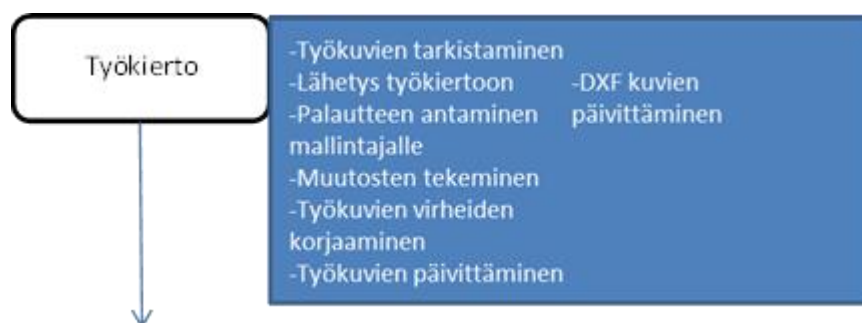 Työkierto
-Työkuvien tarkistaminen
-Lähetys työkiertoon
-Palautteen antaminen
mallintajalle
-Muutosten tekeminen
-Työkuvien virheiden
korjaaminen
-Työkuvien päivittäminen
-DXF kuvien
päivittäminen